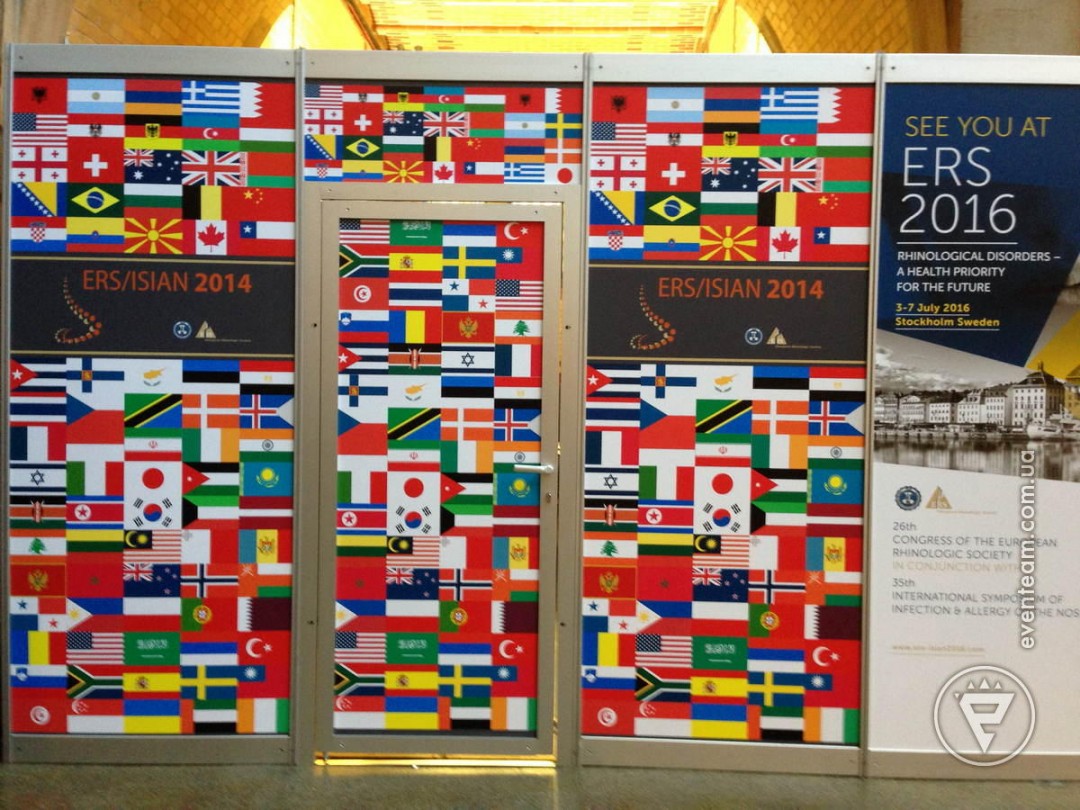 ERS/ISIAN 2014
ERS/ISIAN 2014
SEE YOU AT
ERS
2016
RHINOLOGICAL DISORDERS –
A HEALTH PRIORITY
FOR THE FUTURE
3-7 July 2016
Stockholm Sweden
26th
CONGRESS OF THE EUROPEAN
RHINOLOGIC SOCIETY
IN CONJUNCTION WITH
35th
INTERNATIONAL SYMPOSIUM OF
INFECTION & ALLERGY OF THE NOS
eventeam.com.ua